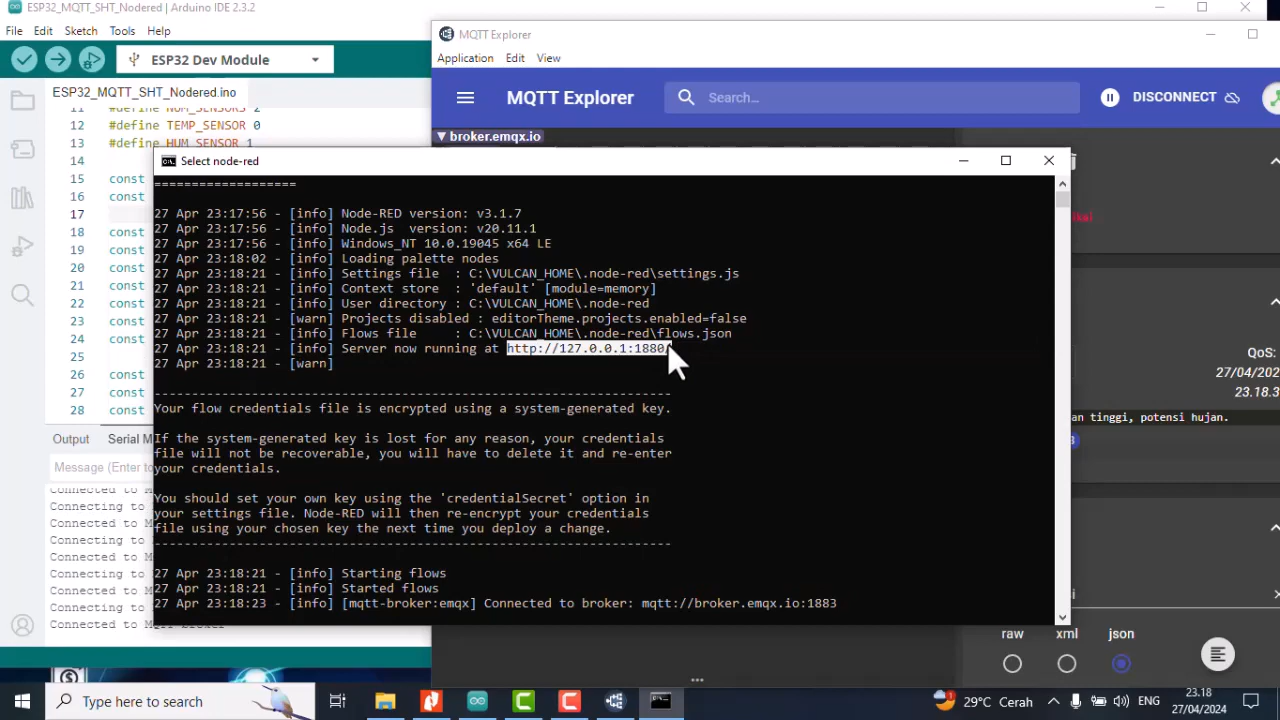 ESP32_MQTT_SHT_Nodered | Arduino IDE 2.3.2
File Edit Sketch Tools Help
ESP32 Dev Module
ESP32_MQTT_SHT_Nodered.ino
11 #define NUM_SENSORS 2
12 #define TEMP_SENSOR 0
13 #define HUM_SENSOR 1
14
15 const
16 const
17
18 const
19 const
20 const
21 const
22 const
23 const
24 const
25
26 const
27 const
28 const
Output Serial M
Message (Enter to
Connected to M
Connecting to
Connected to M
Connecting to
Connected to M
Connecting to
Connected to M
Connecting to
MQTT Explorer
Application Edit View
MQTT Explorer
Search...
DISCONNECT
▼ broker.emqx.io
QoS:
27/04/202
23.18.3
an tinggi, potensi hujan.
raw xml json
Select node-red
===================
27 Apr 23:17:56 - [info] Node-RED version: v3.1.7
27 Apr 23:17:56 - [info] Node.js  version: v20.11.1
27 Apr 23:17:56 - [info] Windows_NT 10.0.19045 x64 LE
27 Apr 23:18:02 - [info] Loading palette nodes
27 Apr 23:18:21 - [info] Settings file  : C:\VULCAN_HOME\.node-red\settings.js
27 Apr 23:18:21 - [info] Context store  : 'default' [module=memory]
27 Apr 23:18:21 - [info] User directory : C:\VULCAN_HOME\.node-red
27 Apr 23:18:21 - [warn] Projects disabled : editorTheme.projects.enabled=false
27 Apr 23:18:21 - [info] Flows file     : C:\VULCAN_HOME\.node-red\flows.json
27 Apr 23:18:21 - [info] Server now running at http://127.0.0.1:1880/
27 Apr 23:18:21 - [warn]
---------------------------------------------------------------------
Your flow credentials file is encrypted using a system-generated key.
If the system-generated key is lost for any reason, your credentials
file will not be recoverable, you will have to delete it and re-enter
your credentials.
You should set your own key using the 'credentialSecret' option in
your settings file. Node-RED will then re-encrypt your credentials
file using your chosen key the next time you deploy a change.
---------------------------------------------------------------------
27 Apr 23:18:21 - [info] Starting flows
27 Apr 23:18:21 - [info] Started flows
27 Apr 23:18:23 - [info] [mqtt-broker:emqx] Connected to broker: mqtt://broker.emqx.io:1883
Type here to search
29°C Cerah
ENG
23.18
27/04/2024